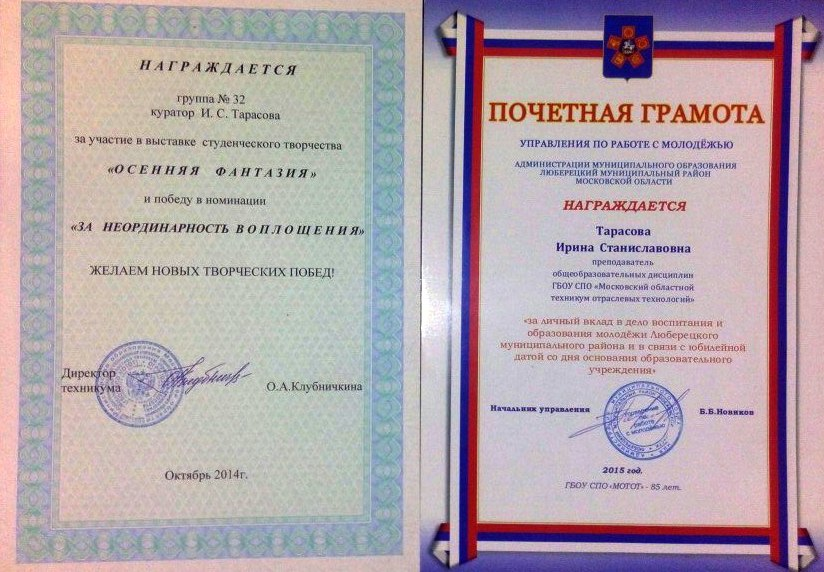 НАГРАЖДАЕТСЯ
группа № 32
куратор И. С. Тарасова
за участие в выставке студенческого творчества
«ОСЕННЯЯ ФАНТАЗИЯ»
и победу в номинации
«ЗА НЕОРДИНАРНОСТЬ ВОПЛОЩЕНИЯ»
ЖЕЛАЕМ НОВЫХ ТВОРЧЕСКИХ ПОБЕД!
Директор
техникума
О.А.Клубничкина
Октябрь 2014г.
ПОЧЕТНАЯ ГРАМОТА
УПРАВЛЕНИЯ ПО РАБОТЕ С МОЛОДЁЖЬЮ
АДМИНИСТРАЦИИ МУНИЦИПАЛЬНОГО ОБРАЗОВАНИЯ
ЛЮБЕРЕЦКИЙ МУНИЦИПАЛЬНЫЙ РАЙОН
МОСКОВСКОЙ ОБЛАСТИ
НАГРАЖДАЕТСЯ
Тарасова
Ирина Станиславовна
преподаватель
общеобразовательных дисциплин
ГБОУ СПО «Московский областной
техникум отраслевых технологий»
«за личный вклад в дело воспитания и
образования молодёжи Люберецкого
муниципального района и в связи с юбилейной
датой со дня основания образовательного
учреждения»
Начальник управления
Б.Б.Новиков
Управление
по
работе
с молодежью
2015 год.
ГБОУ СПО «МОТОТ» - 85 лет.